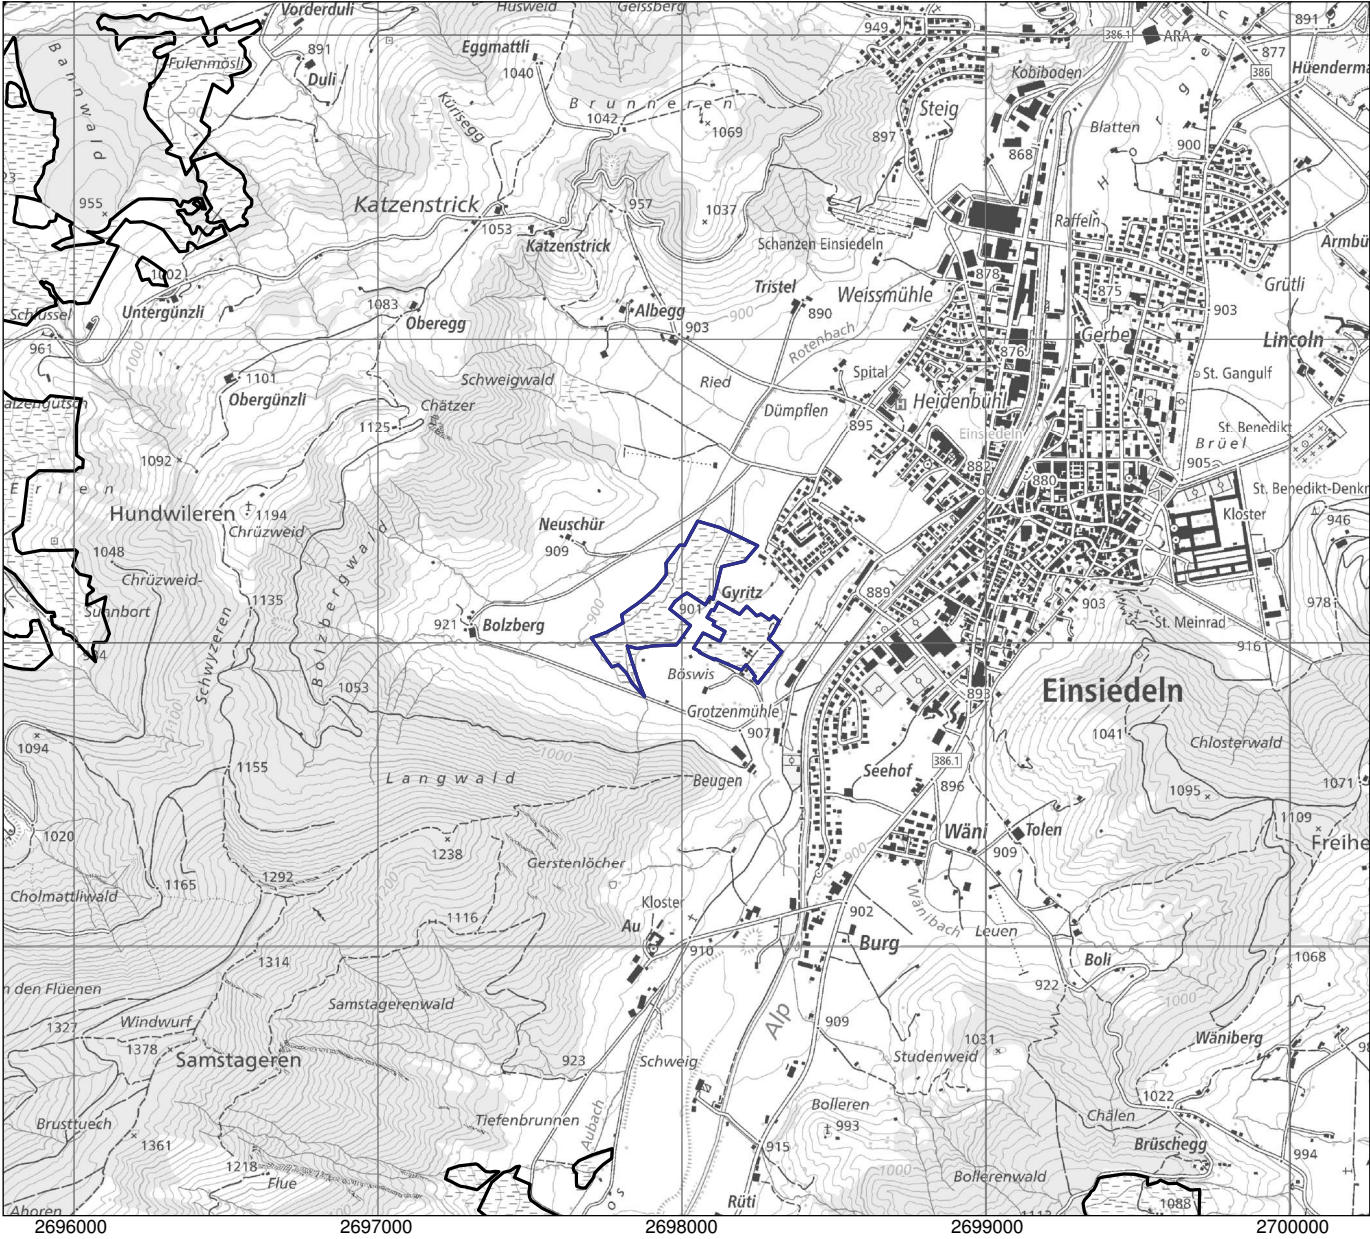 Vorderduli
Husweid
Geissberg
949
386.1
ARA
891
877
386
Hüenderma
Bannwald
Fulenmösli
891
Duli
Eggmattli
1040
Kürisegg
Brunneren
1042
1069
Steig
897
Kobiboden
868
Blatten
900
955
Katzenstrick
1053
Katzenstrick
957
1037
Schanzen Einsiedeln
Raffeln
Armbü
Grütli
1002
Untergünzli
Schlüssel
961
1000
1083
Oberegg
Albegg
903
900
Tristel
890
Rotenbach
Weissmühle
878
875
903
876
Gerbe
Lincoln
1101
Obergünzli
Schweigwald
Chätzer
1125
Ried
Dümpflen
Spital
H
Heidenbühl
895
Einsiedeln
882
880
St. Gangulf
St. Benedikt
Brüel
905
St. Benedikt-Denkm
Kloster
946
1092
Erlen
Hundwileren
1194
Chrüzweid
1048
Chrüzweid-
Sunnbort
1135
Schwyzeren
Bolzbergwald
Neuschür
909
900
921
Bolzberg
901
Gyritz
Böswis
Grotzenmühle
907
889
903
St. Meinrad
978
916
893
Einsiedeln
1041
Chlosterwald
1095
1071
1109
Freihe
1053
1100
1094
1155
Langwald
1000
Beugen
Seehof
386.1
896
Wäni
Tolen
909
900
Wänibach
Leuen
1020
1238
Gerstenlöcher
1165
1292
Cholmattliwald
1116
Kloster
Au
910
902
Burg
Boli
922
1068
1000
1314
n den Flüenen
1327
Windwurf
1378
Samstageren
Samstagerenwald
923
Schweig
Alp
909
Studenweid
1031
Wäniberg
Brusttuech
1361
1218
Flue
Tiefenbrunnen
Aubach
Bolleren
993
915
Rüti
1000
Bollerenwald
Chälen
1022
Brüschegg
994
1088
Ahoren
2696000 2697000 2698000 2699000 2700000